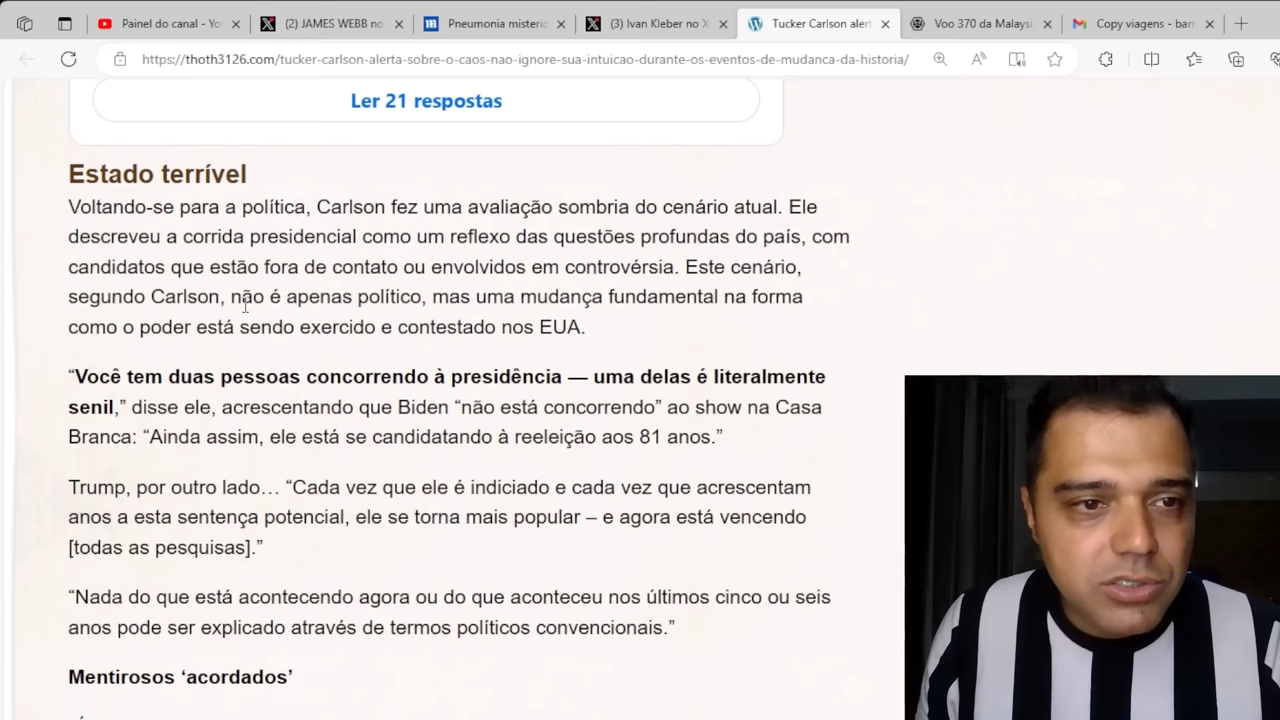 Painel do canal - Yo
(2) JAMES WEBB no
Pneumonia misteric
(3) Ivan Kleber no X
Tucker Carlson aler
Voo 370 da Malaysi
Copy viagens - barr
https://thoth3126.com/tucker-carlson-alerta-sobre-o-caos-nao-ignore-sua-intuicao-durante-os-eventos-de-mudanca-da-historia/
Ler 21 respostas
Estado terrível
Voltando-se para a política, Carlson fez uma avaliação sombria do cenário atual. Ele
descreveu a corrida presidencial como um reflexo das questões profundas do país, com
candidatos que estão fora de contato ou envolvidos em controvérsia. Este cenário,
segundo Carlson, não é apenas político, mas uma mudança fundamental na forma
como o poder está sendo exercido e contestado nos EUA.
“Você tem duas pessoas concorrendo à presidência — uma delas é literalmente
senil,” disse ele, acrescentando que Biden “não está concorrendo” ao show na Casa
Branca: “Ainda assim, ele está se candidatando à reeleição aos 81 anos.”
Trump, por outro lado… “Cada vez que ele é indiciado e cada vez que acrescentam
anos a esta sentença potencial, ele se torna mais popular – e agora está vencendo
[todas as pesquisas].”
“Nada do que está acontecendo agora ou do que aconteceu nos últimos cinco ou seis
anos pode ser explicado através de termos políticos convencionais.”
Mentirosos ‘acordados’